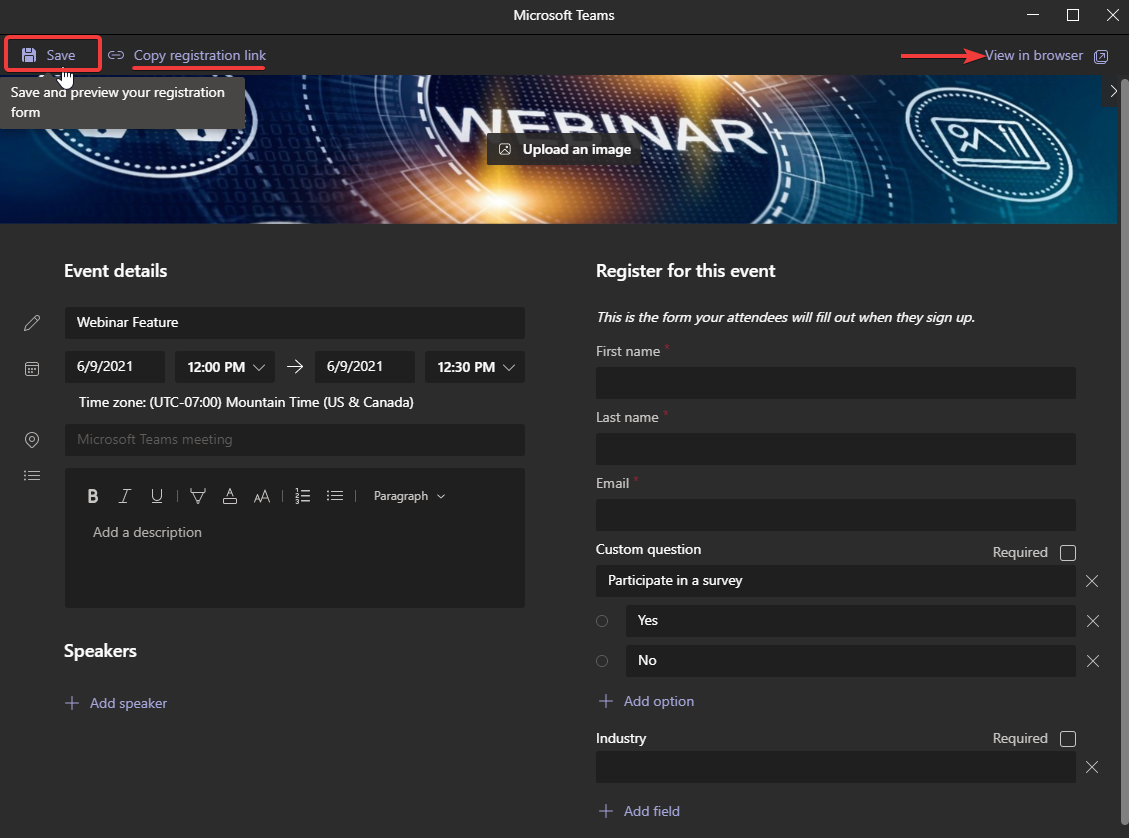 Microsoft Teams
Save
Copy registration link
View in browser
Save and preview your registration
form
WEBINAR
Upload an image
Event details
Webinar Feature
6/9/2021
12:00 PM
6/9/2021
12:30 PM
Time zone: (UTC-07:00) Mountain Time (US & Canada)
Microsoft Teams meeting
B I U A AA Paragraph
Add a description
Speakers
Add speaker
Register for this event
This is the form your attendees will fill out when they sign up.
First name *
Last name *
Email *
Custom question
Required
Participate in a survey
Yes
No
Add option
Industry
Required
Add field